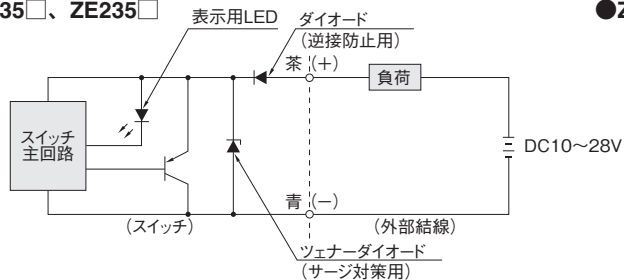 35□、ZE235□
●Z
表示用LED
ダイオード
(逆接防止用)
茶
(+)
負荷
スイッチ
主回路
DC10～28V
青
(−)
(スイッチ)
(外部結線)
ツェナーダイオード
(サージ対策用)